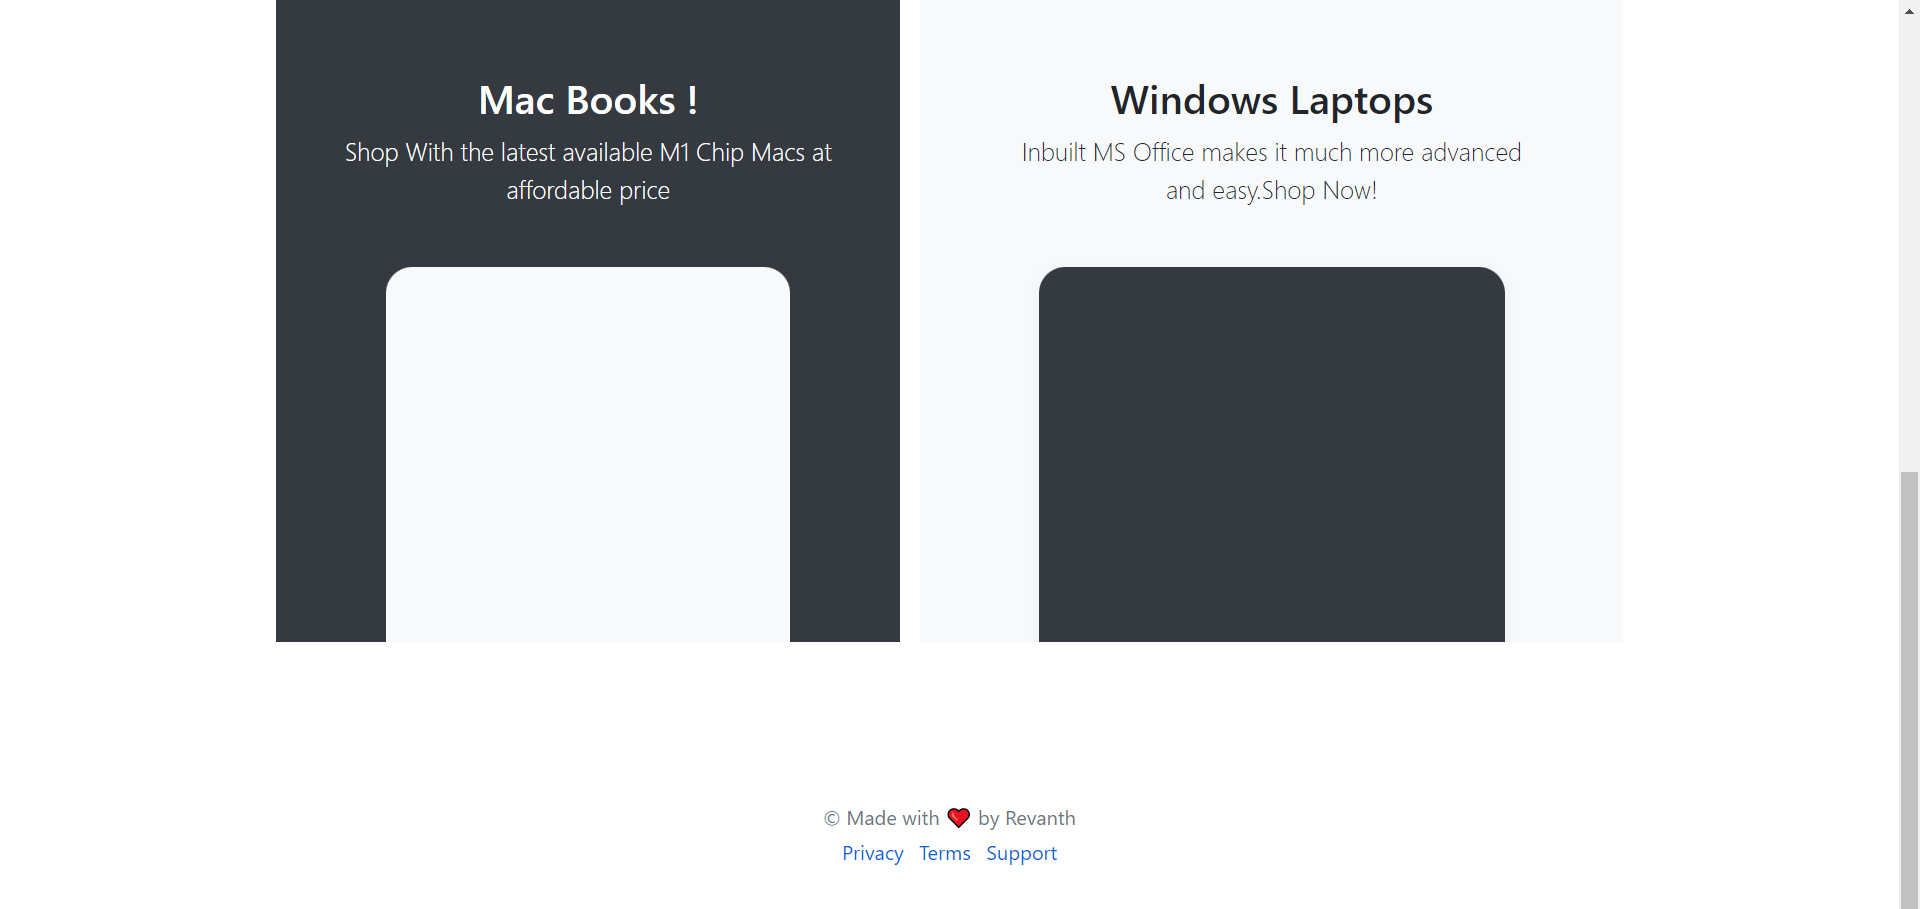 Mac Books !
Shop With the latest available M1 Chip Macs at
affordable price
Windows Laptops
Inbuilt MS Office makes it much more advanced
and easy.Shop Now!
© Made with ❤ by Revanth
Privacy Terms Support